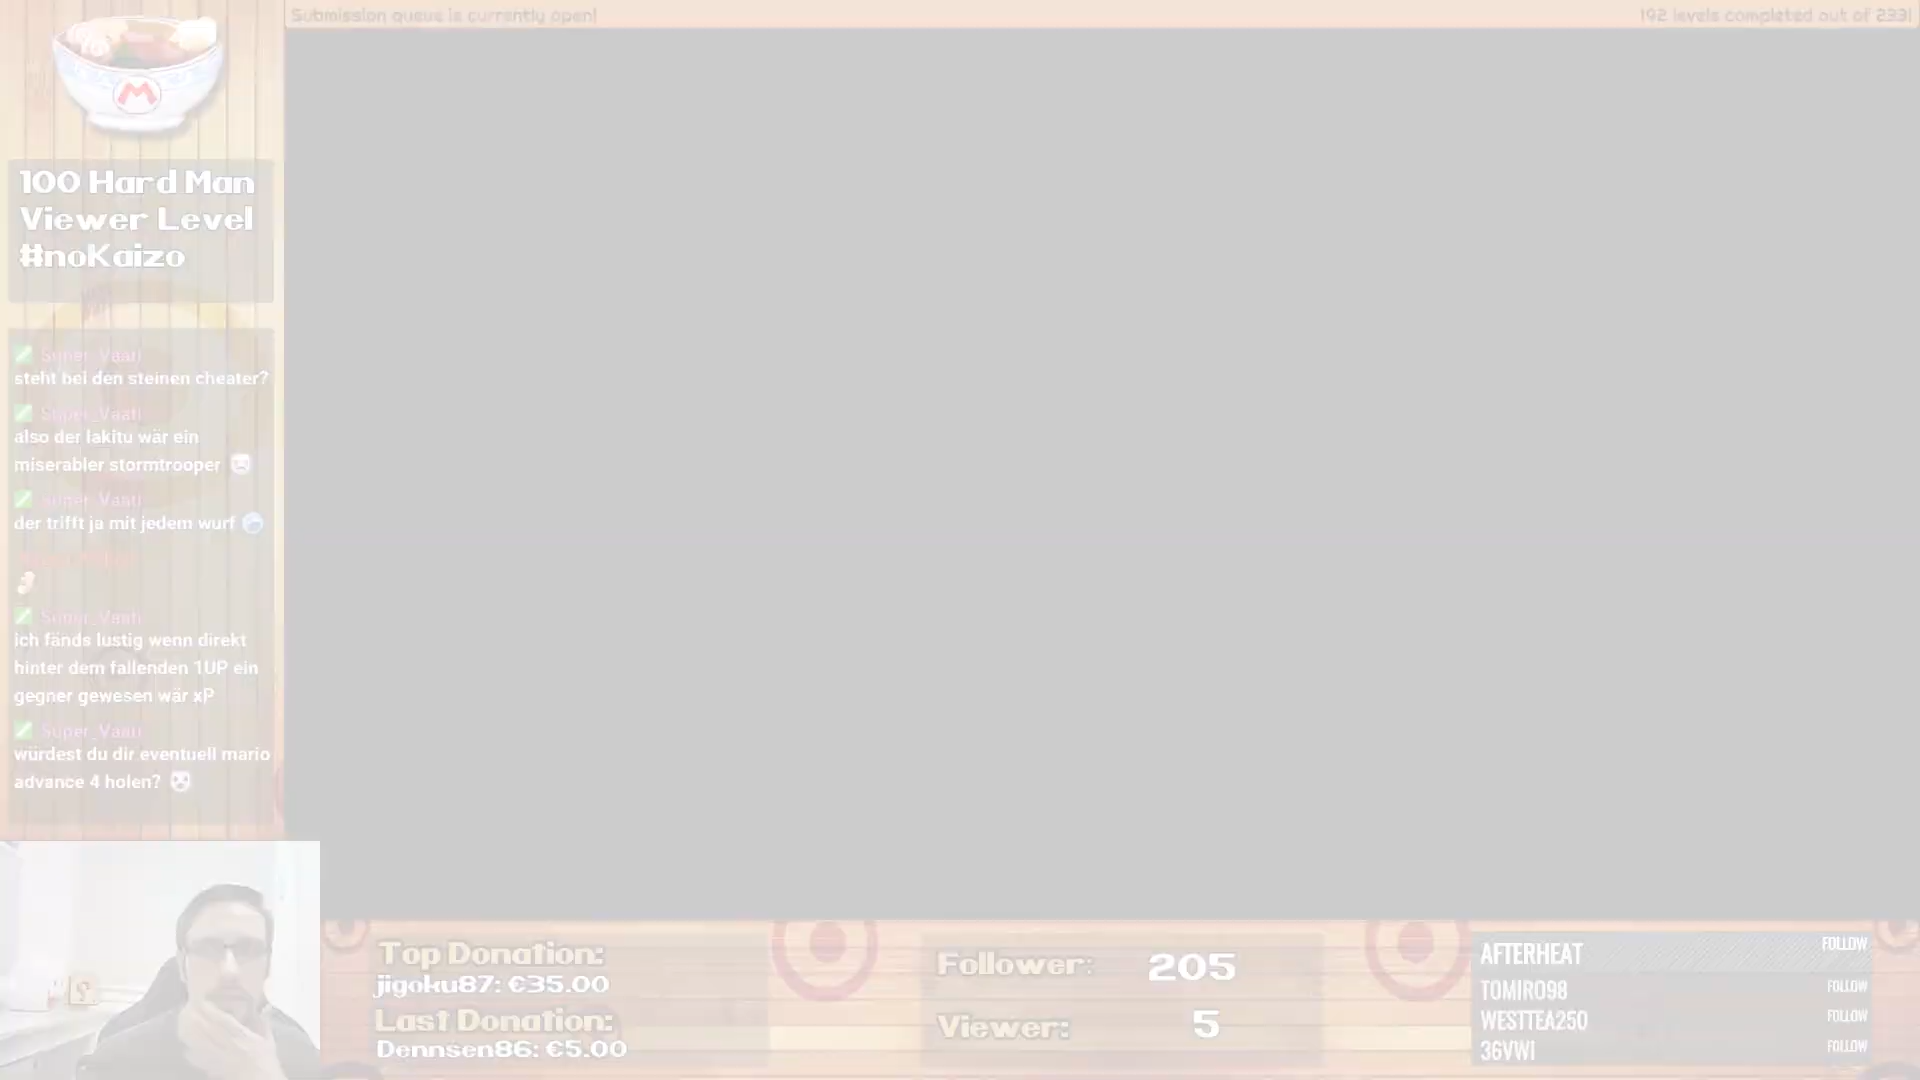 Submission queue is currently open!
192 levels completed out of 233!
M
100 Hard Man
Viewer Level
#noKaizo
Super_Vaati
steht bei den steinen cheater?
Super_Vaati
also der lakitu wär ein
miserabler stormtrooper
Super_Vaati
der trifft ja mit jedem wurf
Super_Vaati
ich fänds lustig wenn direkt
hinter dem fallenden 1UP ein
gegner gewesen wär xP
Super_Vaati
würdest du dir eventuell mario
advance 4 holen?
Top Donation:
jigoku87: €35.00
Last Donation:
Dennsen86: €5.00
Follower: 205
Viewer: 5
AFTERHEAT FOLLOW
TOMIRO98 FOLLOW
WESTTEA250 FOLLOW
36VWI FOLLOW